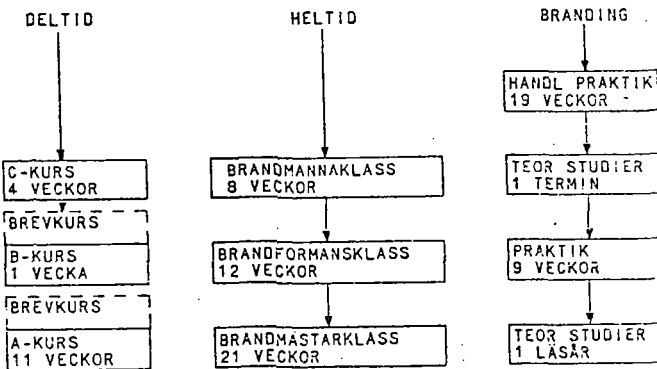 DELTID
C-KURS
4 VECKOR
BREVKURS
B-KURS
1 VECKA
BREVKURS
A-KURS
11 VECKOR
HELTID
BRANDMANNAKLASS
8 VECKOR
BRANDFORMANSKLASS
12 VECKOR
BRANDMÄSTARKLASS
21 VECKOR
BRANDING
HANDL PRAKTIK
19 VECKOR -
TEOR STUDIER
1 TERMIN
PRAKTIK
9 VECKOR
TEOR STUDIER
1 LÄSÅR